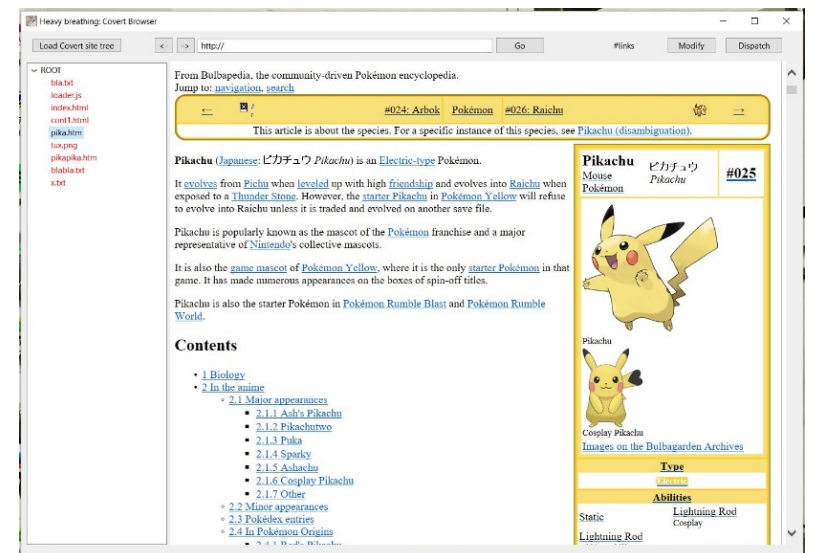 Heavy breathing: Covert Browser
Load Covert site tree
<-
->
http://
Go
#links
Modify
Dispatch
ROOT
bla.txt
loader.js
index.html
cont1.html
pika.htm
tux.png
pikapika.htm
blabla.txt
x.txt
From Bulbapedia, the community-driven Pokémon encyclopedia.
Jump to: navigation, search
← #024: Arbok Pokémon #026: Raichu →
This article is about the species. For a specific instance of this species, see Pikachu (disambiguation).
Pikachu (Japanese: ピカチュウ Pikachu) is an Electric-type Pokémon.
It evolves from Pichu when leveled up with high friendship and evolves into Raichu when
exposed to a Thunder Stone. However, the starter Pikachu in Pokémon Yellow will refuse
to evolve into Raichu unless it is traded and evolved on another save file.
Pikachu is popularly known as the mascot of the Pokémon franchise and a major
representative of Nintendo's collective mascots.
It is also the game mascot of Pokémon Yellow, where it is the only starter Pokémon in that
game. It has made numerous appearances on the boxes of spin-off titles.
Pikachu is also the starter Pokémon in Pokémon Rumble Blast and Pokémon Rumble
World.
Contents
• 1 Biology
• 2 In the anime
◦ 2.1 Major appearances
▪ 2.1.1 Ash's Pikachu
▪ 2.1.2 Pikachutwo
▪ 2.1.3 Puka
▪ 2.1.4 Sparky
▪ 2.1.5 Ashachu
▪ 2.1.6 Cosplay Pikachu
▪ 2.1.7 Other
◦ 2.2 Minor appearances
◦ 2.3 Pokédex entries
◦ 2.4 In Pokémon Origins
▪ 2.4.1 Red's Pikachu
Pikachu
Mouse
Pokémon
ピカチュウ
Pikachu
#025
Pikachu
Cosplay Pikachu
Images on the Bulbagarden Archives
Type
Electric
Abilities
Static
Lightning Rod
Cosplay
Lightning Rod